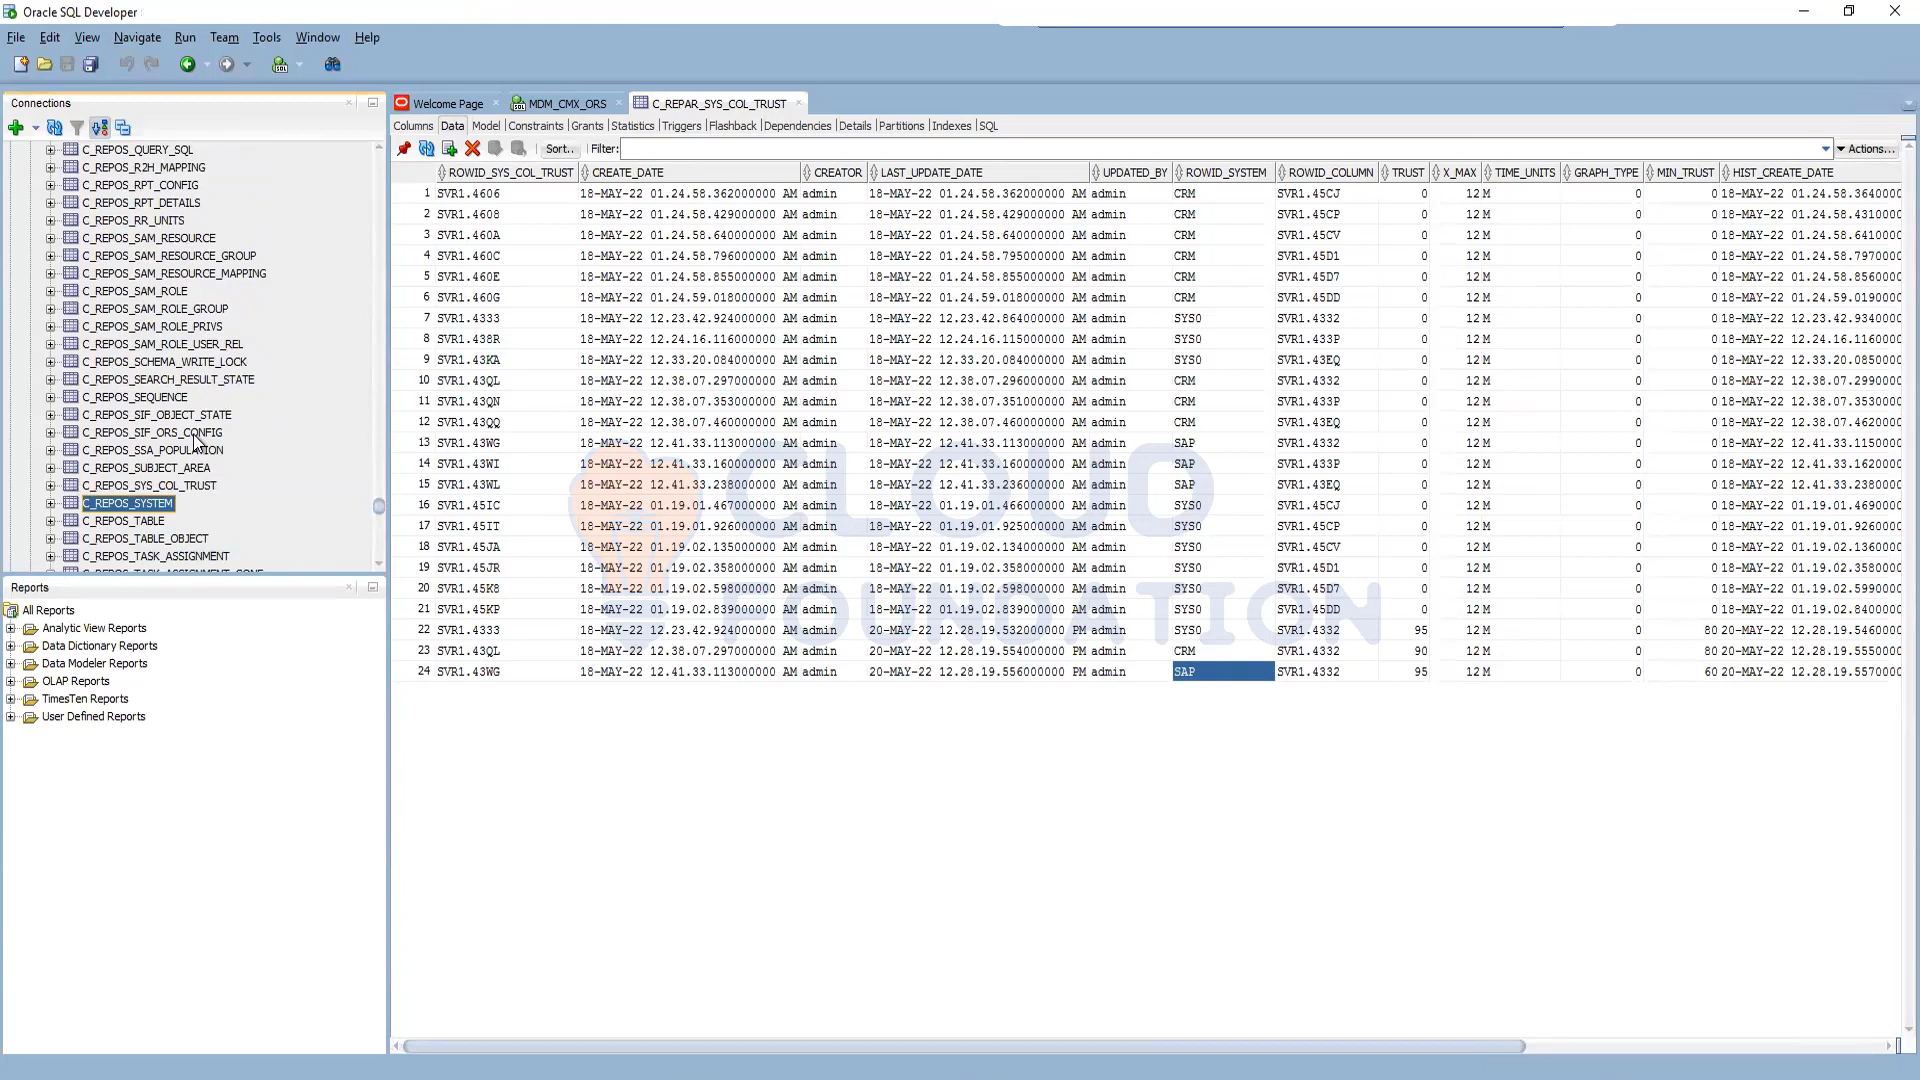 Oracle SQL Developer
File Edit View Navigate Run Team Tools Window Help
Connections
C_REPOS_QUERY_SQL
C_REPOS_R2H_MAPPING
C_REPOS_RPT_CONFIG
C_REPOS_RPT_DETAILS
C_REPOS_RR_UNITS
C_REPOS_SAM_RESOURCE
C_REPOS_SAM_RESOURCE_GROUP
C_REPOS_SAM_RESOURCE_MAPPING
C_REPOS_SAM_ROLE
C_REPOS_SAM_ROLE_GROUP
C_REPOS_SAM_ROLE_PRIVS
C_REPOS_SAM_ROLE_USER_REL
C_REPOS_SCHEMA_WRITE_LOCK
C_REPOS_SEARCH_RESULT_STATE
C_REPOS_SEQUENCE
C_REPOS_SIF_OBJECT_STATE
C_REPOS_SIF_ORS_CONFIG
C_REPOS_SSA_POPULATION
C_REPOS_SUBJECT_AREA
C_REPOS_SYS_COL_TRUST
C_REPOS_SYSTEM
C_REPOS_TABLE
C_REPOS_TABLE_OBJECT
C_REPOS_TASK_ASSIGNMENT
Reports
All Reports
Analytic View Reports
Data Dictionary Reports
Data Modeler Reports
OLAP Reports
TimesTen Reports
User Defined Reports
Welcome Page MDM_CMX_ORS C_REPAR_SYS_COL_TRUST
Columns Data Model Constraints Grants Statistics Triggers Flashback Dependencies Details Partitions Indexes SQL
Sort.. Filter: Actions...
ROWID_SYS_COL_TRUST CREATE_DATE CREATOR LAST_UPDATE_DATE UPDATED_BY ROWID_SYSTEM ROWID_COLUMN TRUST X_MAX TIME_UNITS GRAPH_TYPE MIN_TRUST HIST_CREATE_DATE
1 SVR1.4606 18-MAY-22 01.24.58.362000000 AM admin 18-MAY-22 01.24.58.362000000 AM admin CRM SVR1.45CJ 0 12 M 0 0 18-MAY-22 01.24.58.3640000
2 SVR1.4608 18-MAY-22 01.24.58.429000000 AM admin 18-MAY-22 01.24.58.429000000 AM admin CRM SVR1.45CP 0 12 M 0 0 18-MAY-22 01.24.58.4310000
3 SVR1.460A 18-MAY-22 01.24.58.640000000 AM admin 18-MAY-22 01.24.58.640000000 AM admin CRM SVR1.45CV 0 12 M 0 0 18-MAY-22 01.24.58.6410000
4 SVR1.460C 18-MAY-22 01.24.58.796000000 AM admin 18-MAY-22 01.24.58.795000000 AM admin CRM SVR1.45D1 0 12 M 0 0 18-MAY-22 01.24.58.7970000
5 SVR1.460E 18-MAY-22 01.24.58.855000000 AM admin 18-MAY-22 01.24.58.855000000 AM admin CRM SVR1.45D7 0 12 M 0 0 18-MAY-22 01.24.58.8560000
6 SVR1.460G 18-MAY-22 01.24.59.018000000 AM admin 18-MAY-22 01.24.59.018000000 AM admin CRM SVR1.45DD 0 12 M 0 0 18-MAY-22 01.24.59.0190000
7 SVR1.4333 18-MAY-22 12.23.42.924000000 AM admin 18-MAY-22 12.23.42.864000000 AM admin SYS0 SVR1.4332 0 12 M 0 0 18-MAY-22 12.23.42.9340000
8 SVR1.438R 18-MAY-22 12.24.16.116000000 AM admin 18-MAY-22 12.24.16.115000000 AM admin SYS0 SVR1.433P 0 12 M 0 0 18-MAY-22 12.24.16.1160000
9 SVR1.43KA 18-MAY-22 12.33.20.084000000 AM admin 18-MAY-22 12.33.20.084000000 AM admin SYS0 SVR1.43EQ 0 12 M 0 0 18-MAY-22 12.33.20.0850000
10 SVR1.43QL 18-MAY-22 12.38.07.297000000 AM admin 18-MAY-22 12.38.07.296000000 AM admin CRM SVR1.4332 0 12 M 0 0 18-MAY-22 12.38.07.2990000
11 SVR1.43QN 18-MAY-22 12.38.07.353000000 AM admin 18-MAY-22 12.38.07.351000000 AM admin CRM SVR1.433P 0 12 M 0 0 18-MAY-22 12.38.07.3530000
12 SVR1.43QQ 18-MAY-22 12.38.07.460000000 AM admin 18-MAY-22 12.38.07.460000000 AM admin CRM SVR1.43EQ 0 12 M 0 0 18-MAY-22 12.38.07.4600000
13 SVR1.43WG 18-MAY-22 12.41.33.113000000 AM admin 18-MAY-22 12.41.33.113000000 AM admin SAP SVR1.4332 0 12 M 0 0 18-MAY-22 12.41.33.1150000
14 SVR1.43WI 18-MAY-22 12.41.33.160000000 AM admin 18-MAY-22 12.41.33.160000000 AM admin SAP SVR1.433P 0 12 M 0 0 18-MAY-22 12.41.33.1620000
15 SVR1.43WL 18-MAY-22 12.41.33.238000000 AM admin 18-MAY-22 12.41.33.236000000 AM admin SAP SVR1.43EQ 0 12 M 0 0 18-MAY-22 12.41.33.2380000
16 SVR1.45IC 18-MAY-22 01.19.01.467000000 AM admin 18-MAY-22 01.19.01.466000000 AM admin SYS0 SVR1.45CJ 0 12 M 0 0 18-MAY-22 01.19.01.4690000
17 SVR1.45IT 18-MAY-22 01.19.01.926000000 AM admin 18-MAY-22 01.19.01.925000000 AM admin SYS0 SVR1.45CP 0 12 M 0 0 18-MAY-22 01.19.01.9260000
18 SVR1.45JA 18-MAY-22 01.19.02.135000000 AM admin 18-MAY-22 01.19.02.134000000 AM admin SYS0 SVR1.45CV 0 12 M 0 0 18-MAY-22 01.19.02.1360000
19 SVR1.45JR 18-MAY-22 01.19.02.358000000 AM admin 18-MAY-22 01.19.02.358000000 AM admin SYS0 SVR1.45D1 0 12 M 0 0 18-MAY-22 01.19.02.3580000
20 SVR1.45K8 18-MAY-22 01.19.02.598000000 AM admin 18-MAY-22 01.19.02.598000000 AM admin SYS0 SVR1.45D7 0 12 M 0 0 18-MAY-22 01.19.02.5990000
21 SVR1.45KP 18-MAY-22 01.19.02.839000000 AM admin 18-MAY-22 01.19.02.839000000 AM admin SYS0 SVR1.45DD 0 12 M 0 0 18-MAY-22 01.19.02.8400000
22 SVR1.4333 18-MAY-22 12.23.42.924000000 AM admin 20-MAY-22 12.28.19.532000000 PM admin SYS0 SVR1.4332 95 12 M 0 80 20-MAY-22 12.28.19.5460000
23 SVR1.43QL 18-MAY-22 12.38.07.297000000 AM admin 20-MAY-22 12.28.19.554000000 PM admin CRM SVR1.4332 90 12 M 0 80 20-MAY-22 12.28.19.5550000
24 SVR1.43WG 18-MAY-22 12.41.33.113000000 AM admin 20-MAY-22 12.28.19.556000000 PM admin SAP SVR1.4332 95 12 M 0 60 20-MAY-22 12.28.19.5570000
CLOUD
FOUNDATION